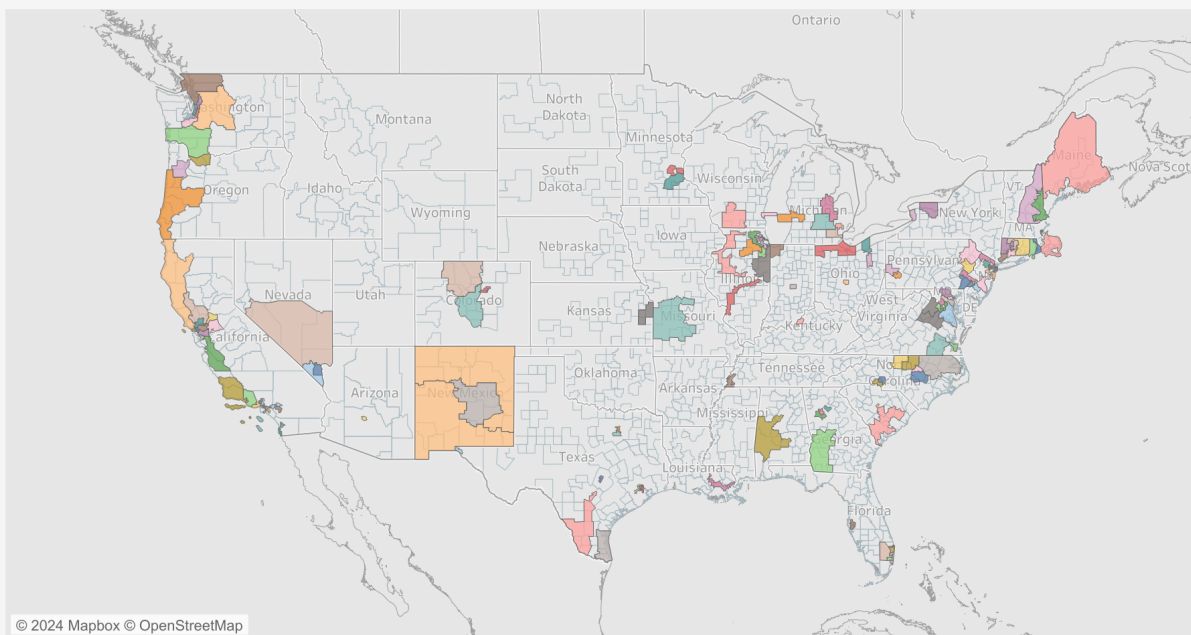 Ontario
Washington
North
Dakota
Montana
Minnesota
Maine
Nova Scot
South
Dakota
Wisconsin
Michigan
VT
Oregon
Idaho
New York
Wyoming
MA
Iowa
Nebraska
Pennsylvan
Ohio
Nevada
Utah
Colorado
Illinois
NJ
West
Virginia
DE
Kansas
Missouri
Kentucky
California
Oklahoma
Tennessee
Arizona
New Mexico
Arkansas
Mississippi
Georgia
Texas
Louisiana
Florida
© 2024 Mapbox © OpenStreetMap